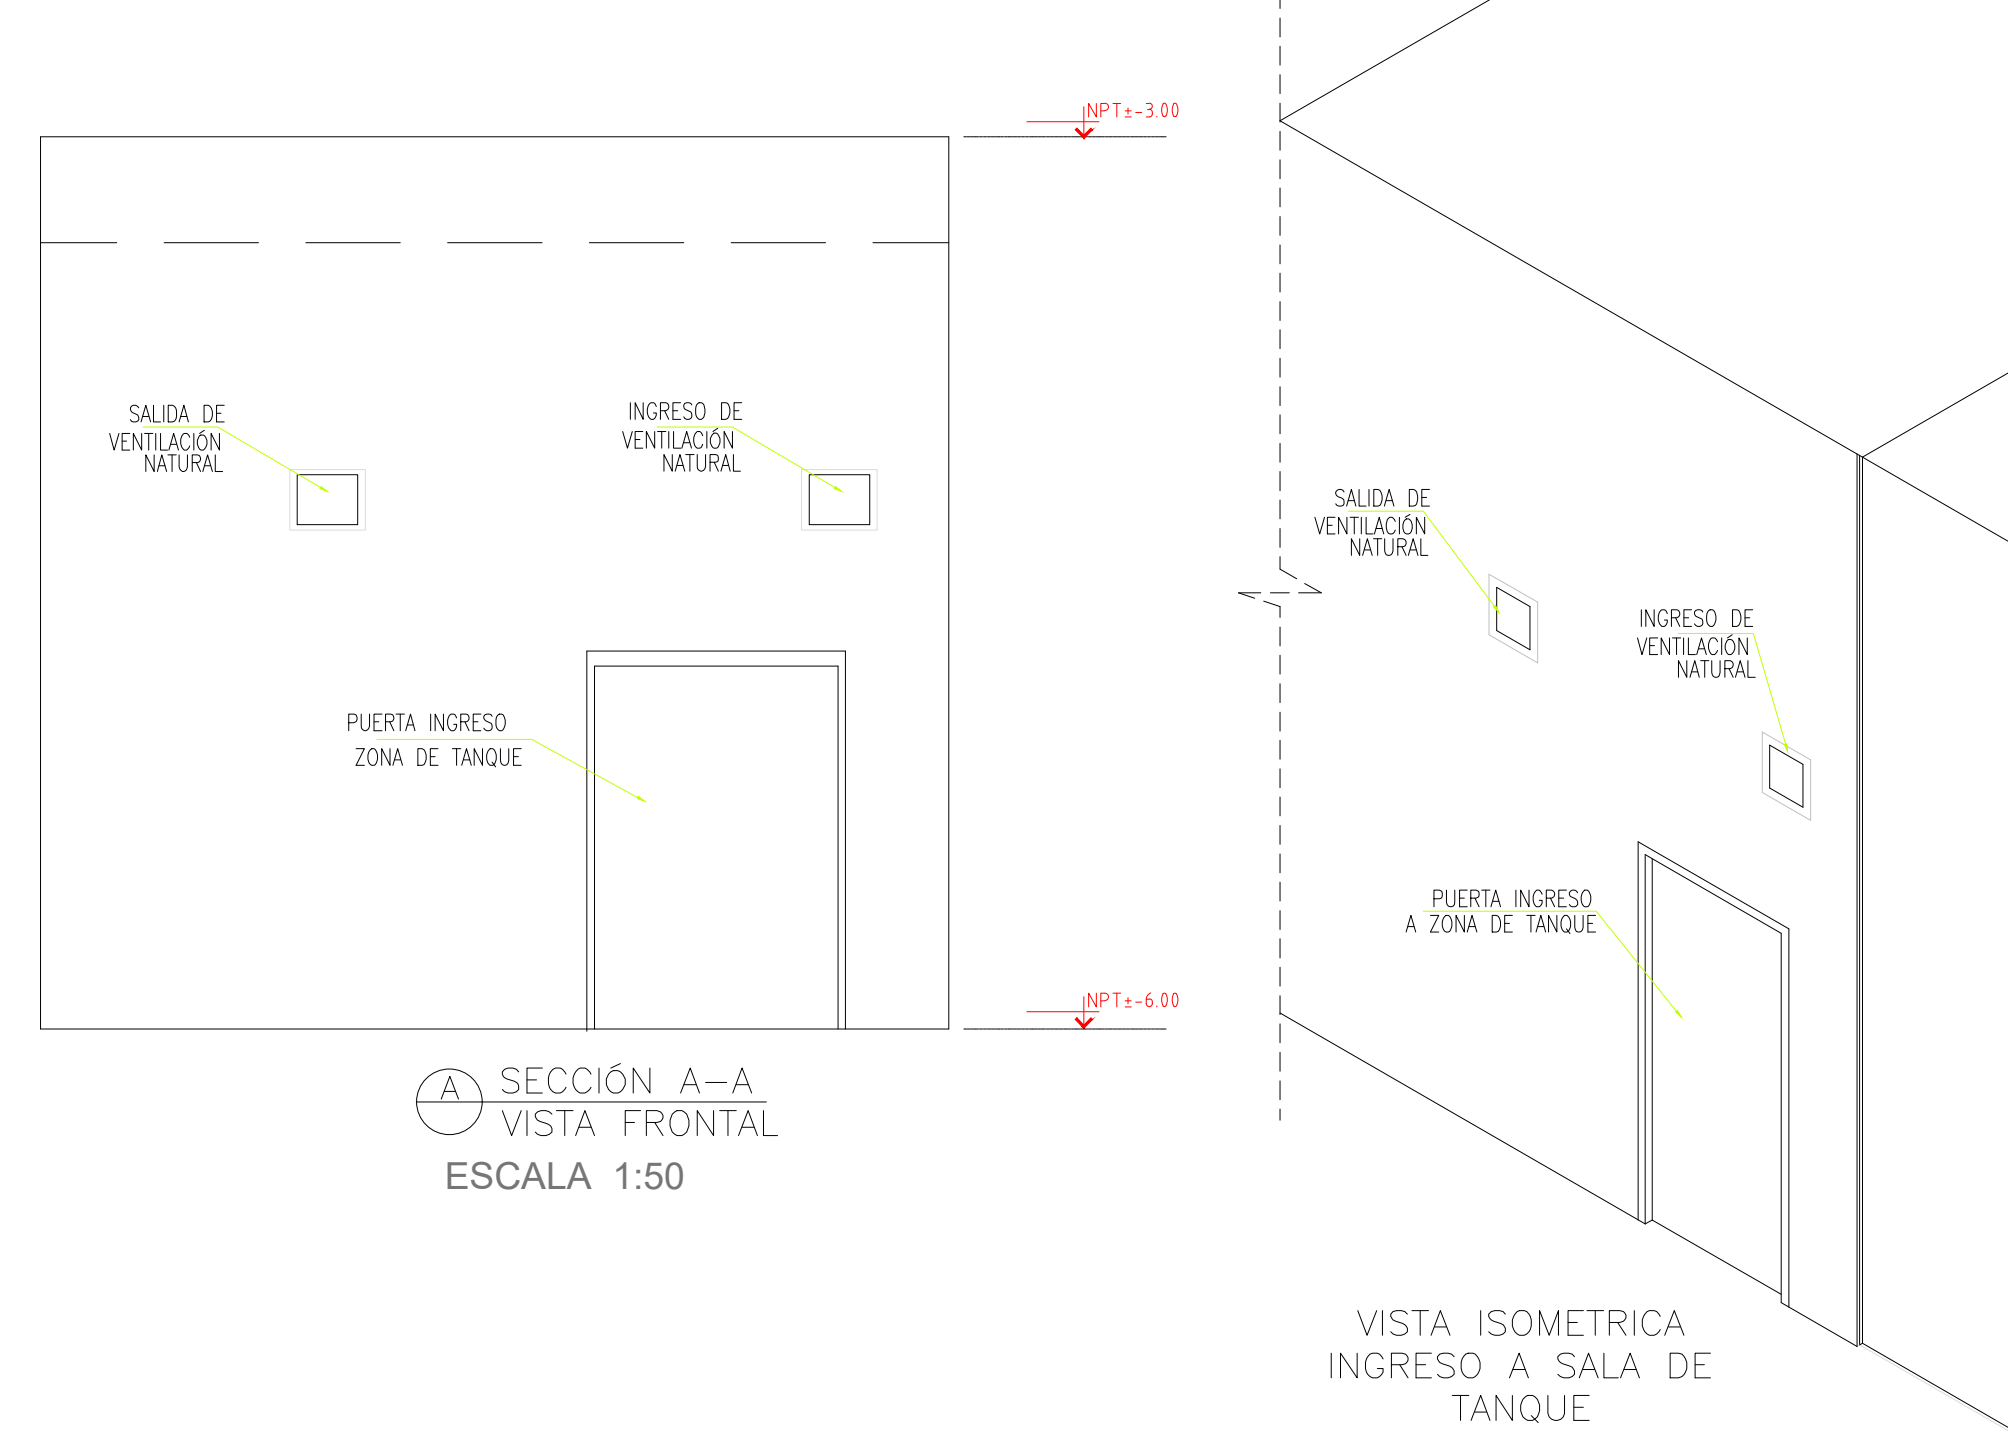 NPT±-3.00
SALIDA DE
VENTILACIÓN
NATURAL
INGRESO DE
VENTILACIÓN
NATURAL
PUERTA INGRESO
ZONA DE TANQUE
NPT±-6.00
A
SECCIÓN A-A
VISTA FRONTAL
ESCALA 1:50
SALIDA DE
VENTILACIÓN
NATURAL
INGRESO DE
VENTILACIÓN
NATURAL
PUERTA INGRESO
A ZONA DE TANQUE
VISTA ISOMETRICA
INGRESO A SALA DE
TANQUE